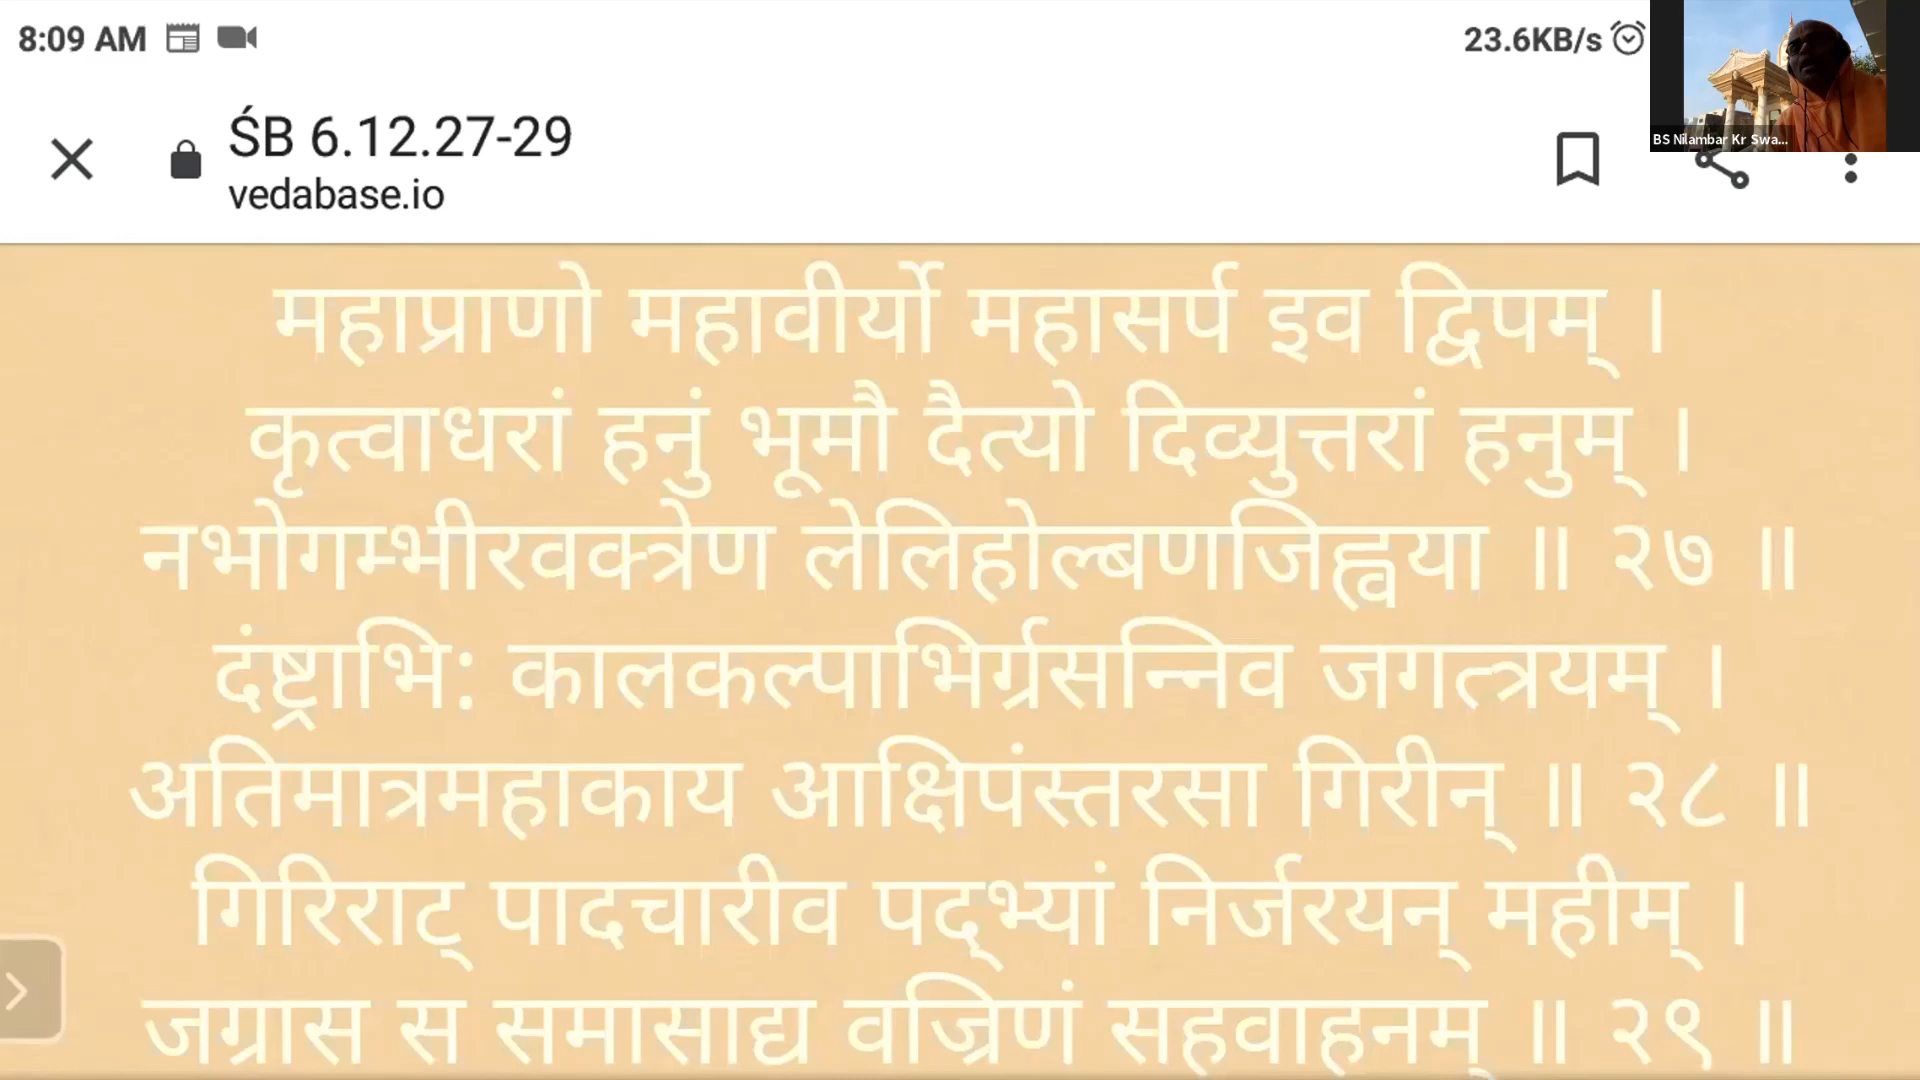 8:09 AM
23.6KB/s
ŚB 6.12.27-29
vedabase.io
BS Nilambar Kr Swa...
महाप्राणो महावीर्यो महासर्प इव द्विपम् ।
कृत्वाधरां हनुं भूमौ दैत्यो दिव्युत्तरां हनुम् ।
नभोगम्भीरवक्त्रेण लेलिहोल्बणजिह्वया ॥ २७ ॥
दंष्ट्राभि: कालकल्पाभिर्ग्रसन्निव जगत्‍त्रयम् ।
अतिमात्रमहाकाय आक्षिपंस्तरसा गिरीन् ॥ २८ ॥
गिरिराट् पादचारीव पद्‌भ्यां निर्जरयन् महीम् ।
जग्रास स समासाद्य वज्रिणं सहवाहनम् ॥ २९ ॥